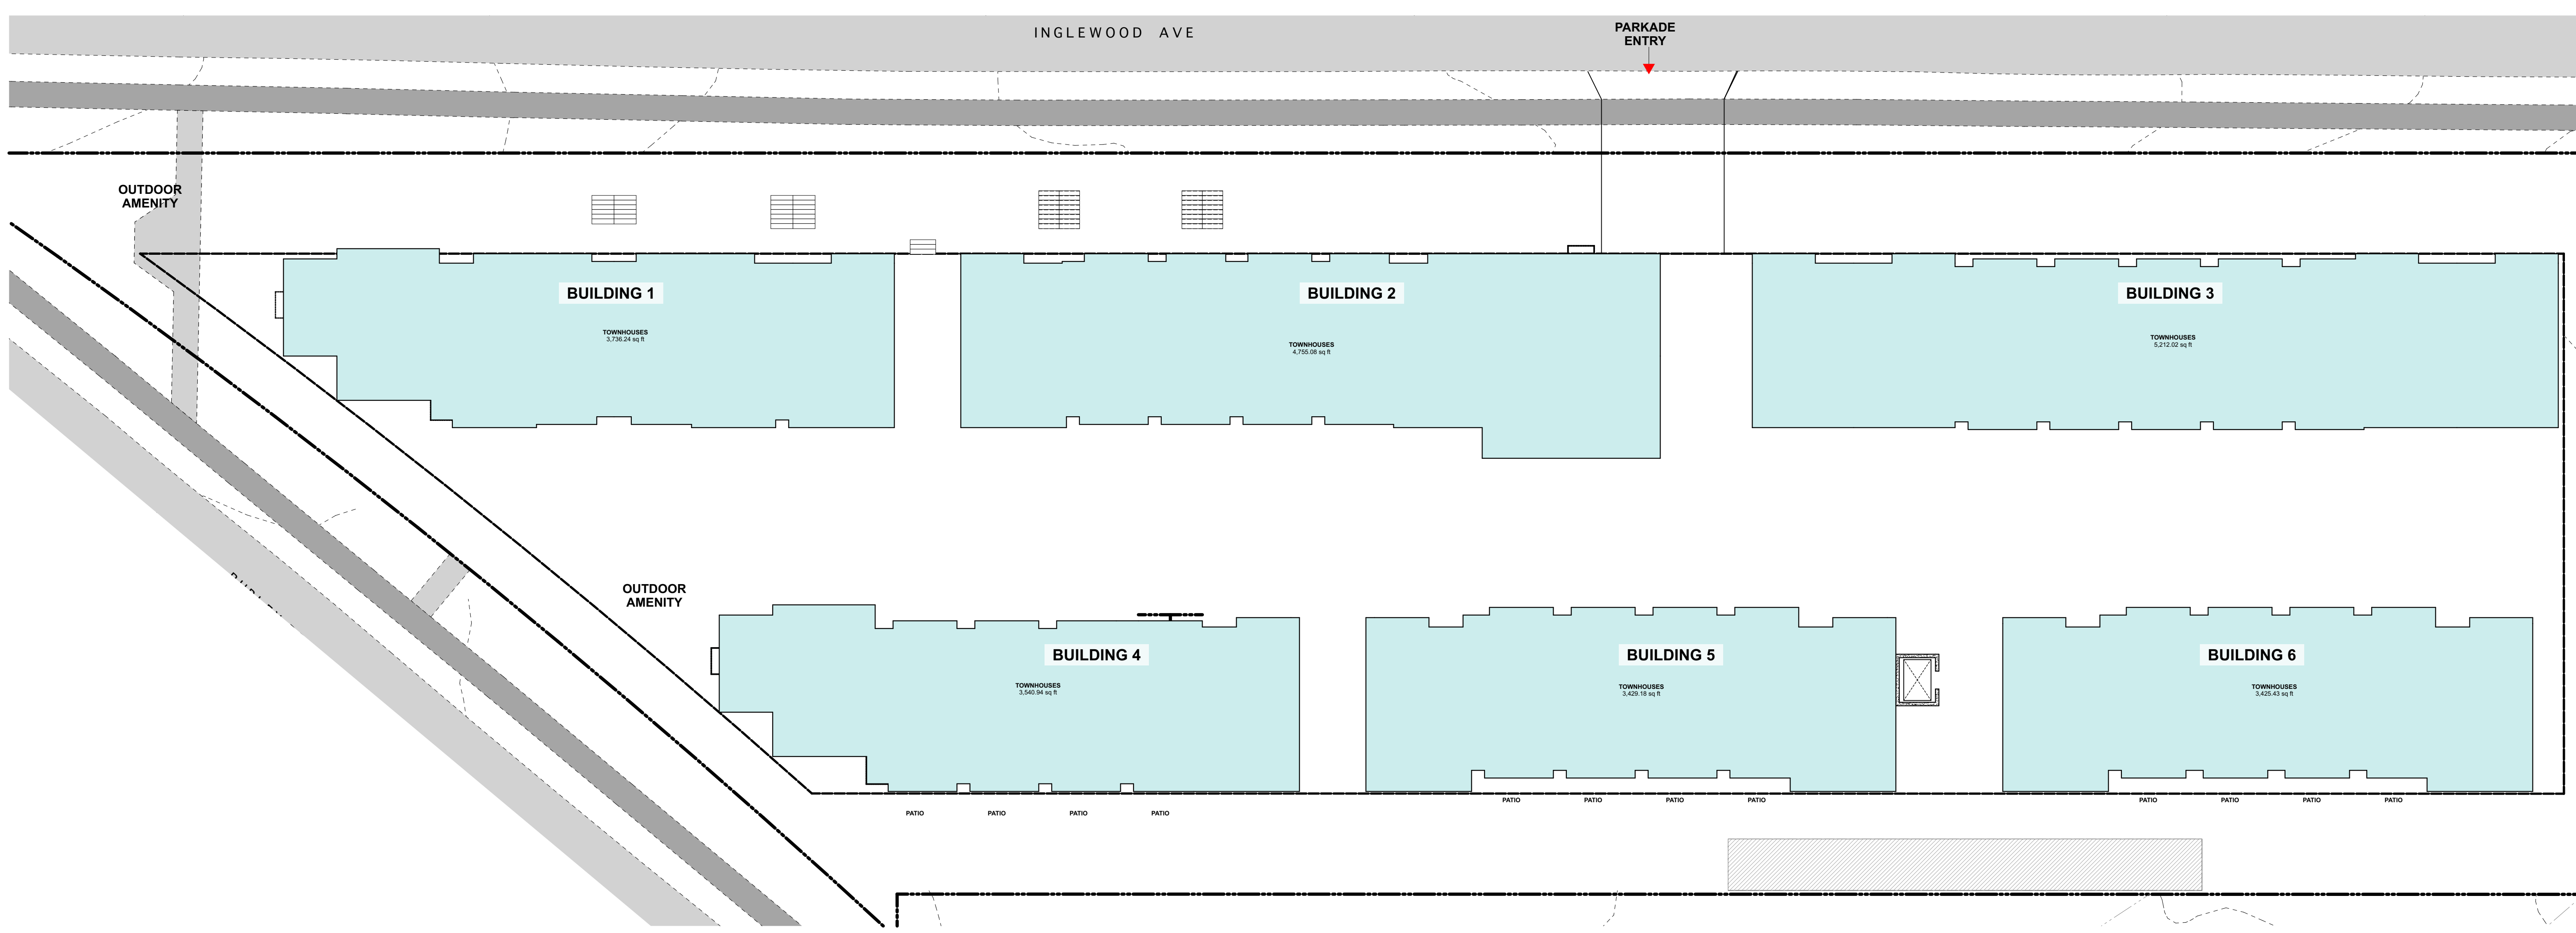 INGLEWOOD AVE
PARKADE
ENTRY
OUTDOOR
AMENITY
BUILDING 1
TOWNHOUSES
3,736.24 sq ft
BUILDING 2
TOWNHOUSES
4,755.08 sq ft
BUILDING 3
TOWNHOUSES
5,212.02 sq ft
OUTDOOR
AMENITY
BUILDING 4
TOWNHOUSES
3,540.94 sq ft
BUILDING 5
TOWNHOUSES
3,429.18 sq ft
BUILDING 6
TOWNHOUSES
3,425.43 sq ft
PATIO
PATIO
PATIO
PATIO
PATIO
PATIO
PATIO
PATIO
PATIO
PATIO
PATIO
PATIO